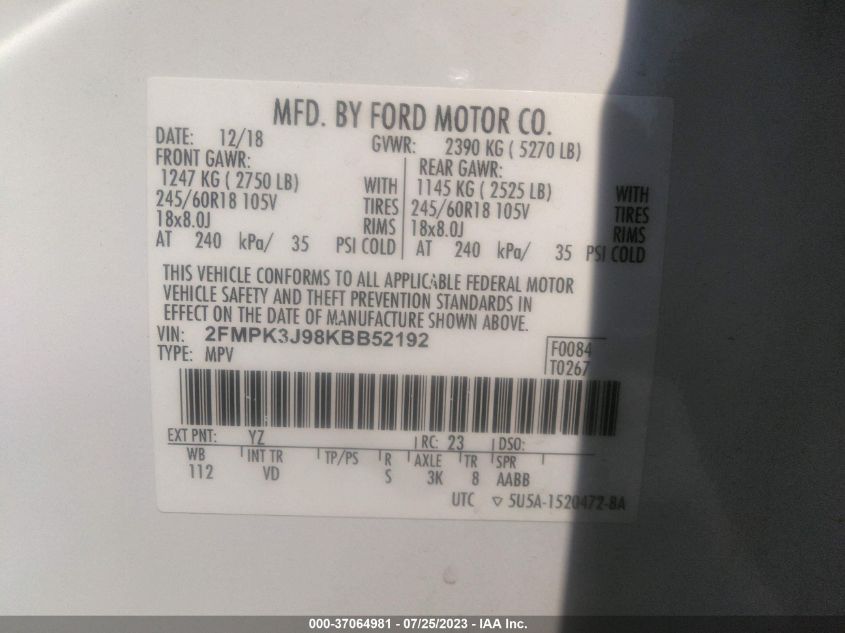 MFD. BY FORD MOTOR CO.
DATE: 12/18 GVWR: 2390 KG ( 5270 LB)
FRONT GAWR: REAR GAWR:
1247 KG ( 2750 LB) WITH 1145 KG ( 2525 LB) WITH
245/60R18 105V TIRES 245/60R18 105V TIRES
18x8.0J RIMS 18x8.0J RIMS
AT 240 kPa/ 35 PSI COLD AT 240 kPa/ 35 PSI COLD
THIS VEHICLE CONFORMS TO ALL APPLICABLE FEDERAL MOTOR
VEHICLE SAFETY AND THEFT PREVENTION STANDARDS IN
EFFECT ON THE DATE OF MANUFACTURE SHOWN ABOVE.
VIN: 2FMPK3J98KBB52192
TYPE: MPV
F0084
T0267
EXT PNT: YZ RC: 23 DSO:
WB INT TR TP/PS R AXLE TR SPR
112 VD S 3K 8 AABB
UTC ▽ 5U5A-1520472-BA
000-37064981 - 07/25/2023 - IAA Inc.